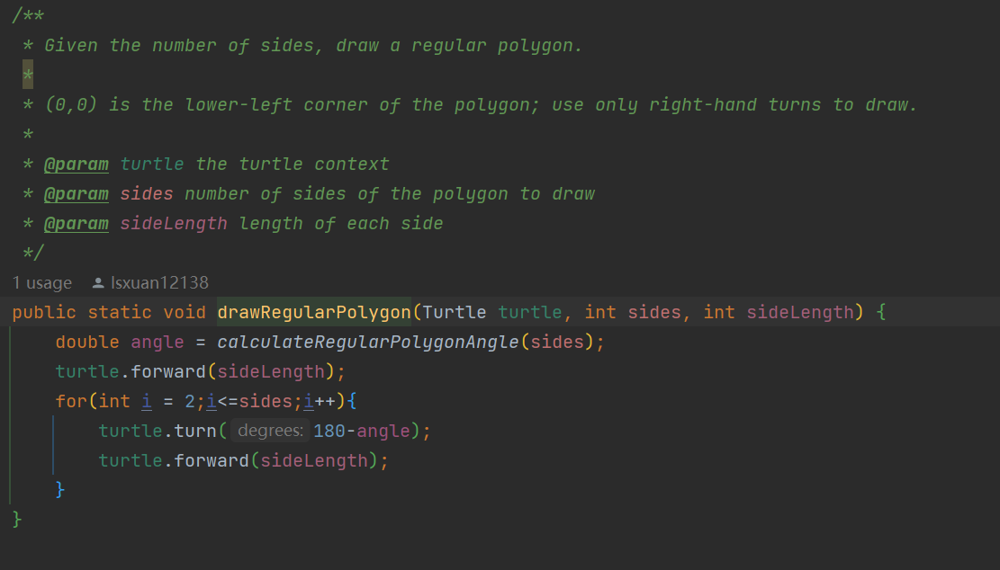 /**
 * Given the number of sides, draw a regular polygon.
 *
 * (0,0) is the lower-left corner of the polygon; use only right-hand turns to draw.
 *
 * @param turtle the turtle context
 * @param sides number of sides of the polygon to draw
 * @param sideLength length of each side
 */
1 usage lsxuan12138
public static void drawRegularPolygon(Turtle turtle, int sides, int sideLength) {
    double angle = calculateRegularPolygonAngle(sides);
    turtle.forward(sideLength);
    for(int i = 2;i<=sides;i++){
        turtle.turn( degrees: 180-angle);
        turtle.forward(sideLength);
    }
}